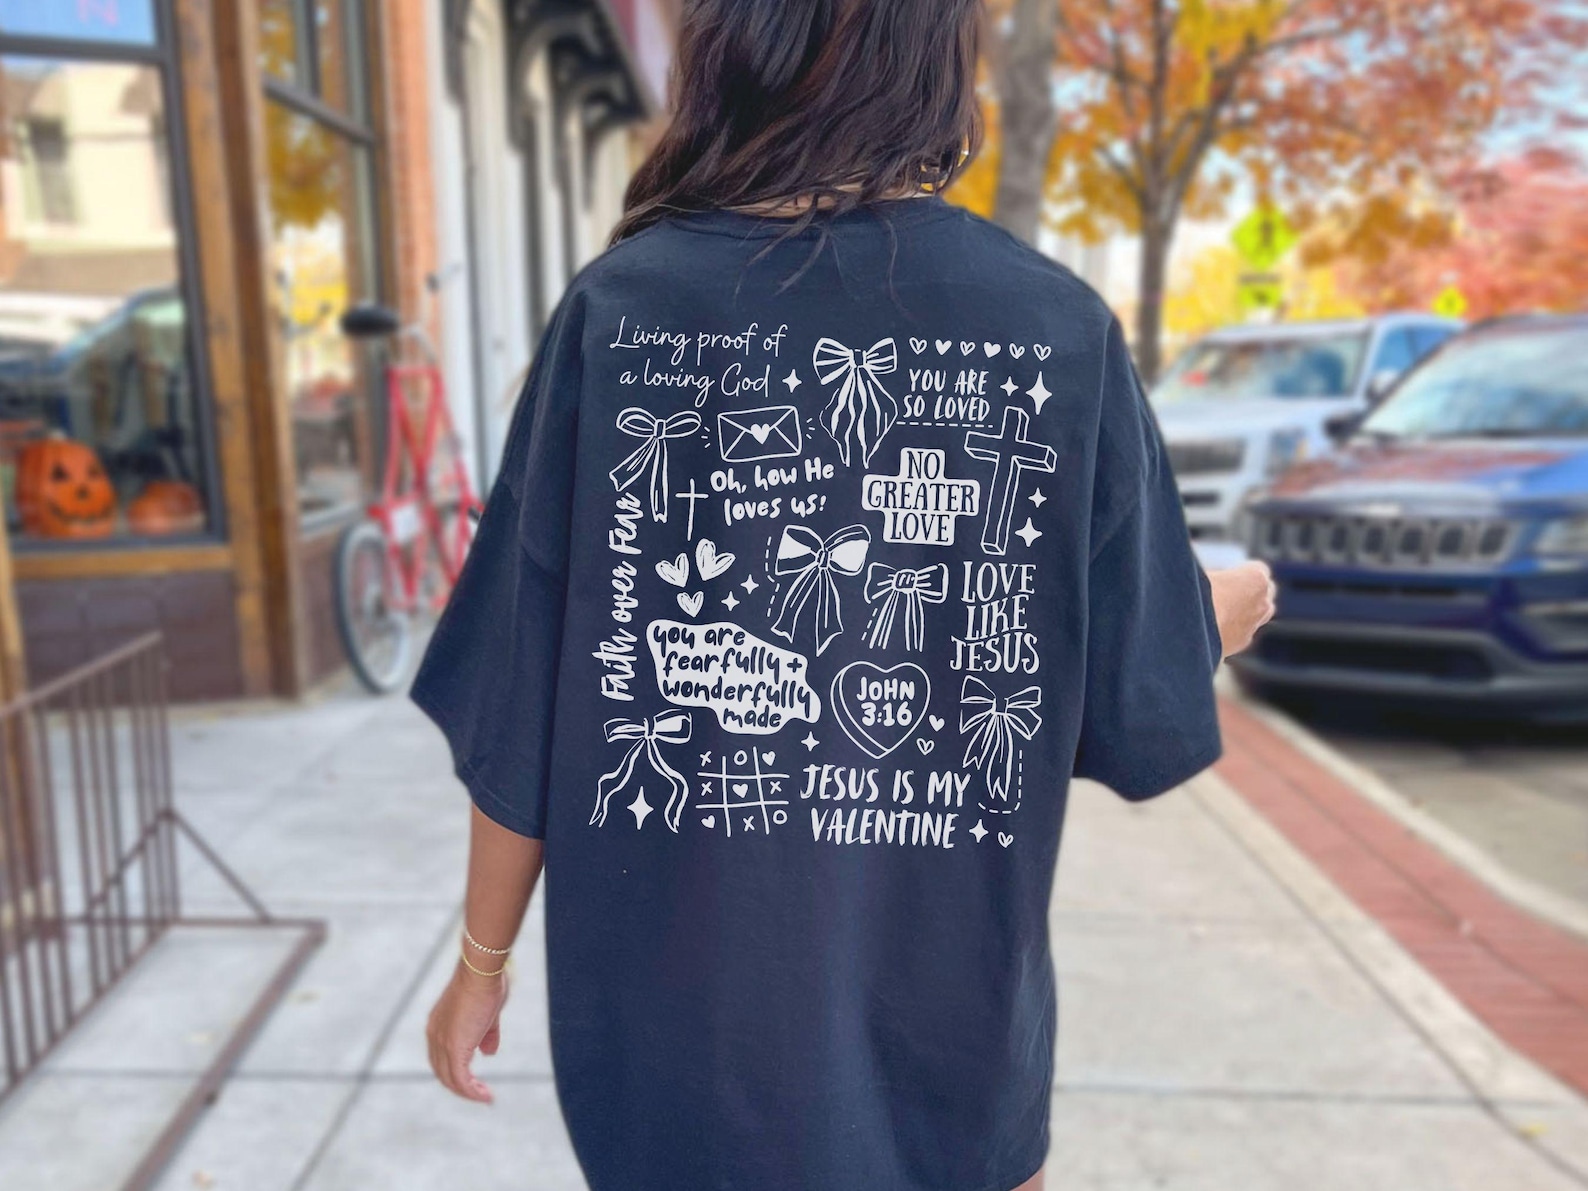 Living proof of
a loving God
YOU ARE
SO LOVED
Oh, how He
loves us!
NO
GREATER
LOVE
Faith over Fear
LOVE
LIKE
JESUS
you are
fearfully +
wonderfully
made
JOHN
3:16
X O
X X
X O
JESUS IS MY
VALENTINE